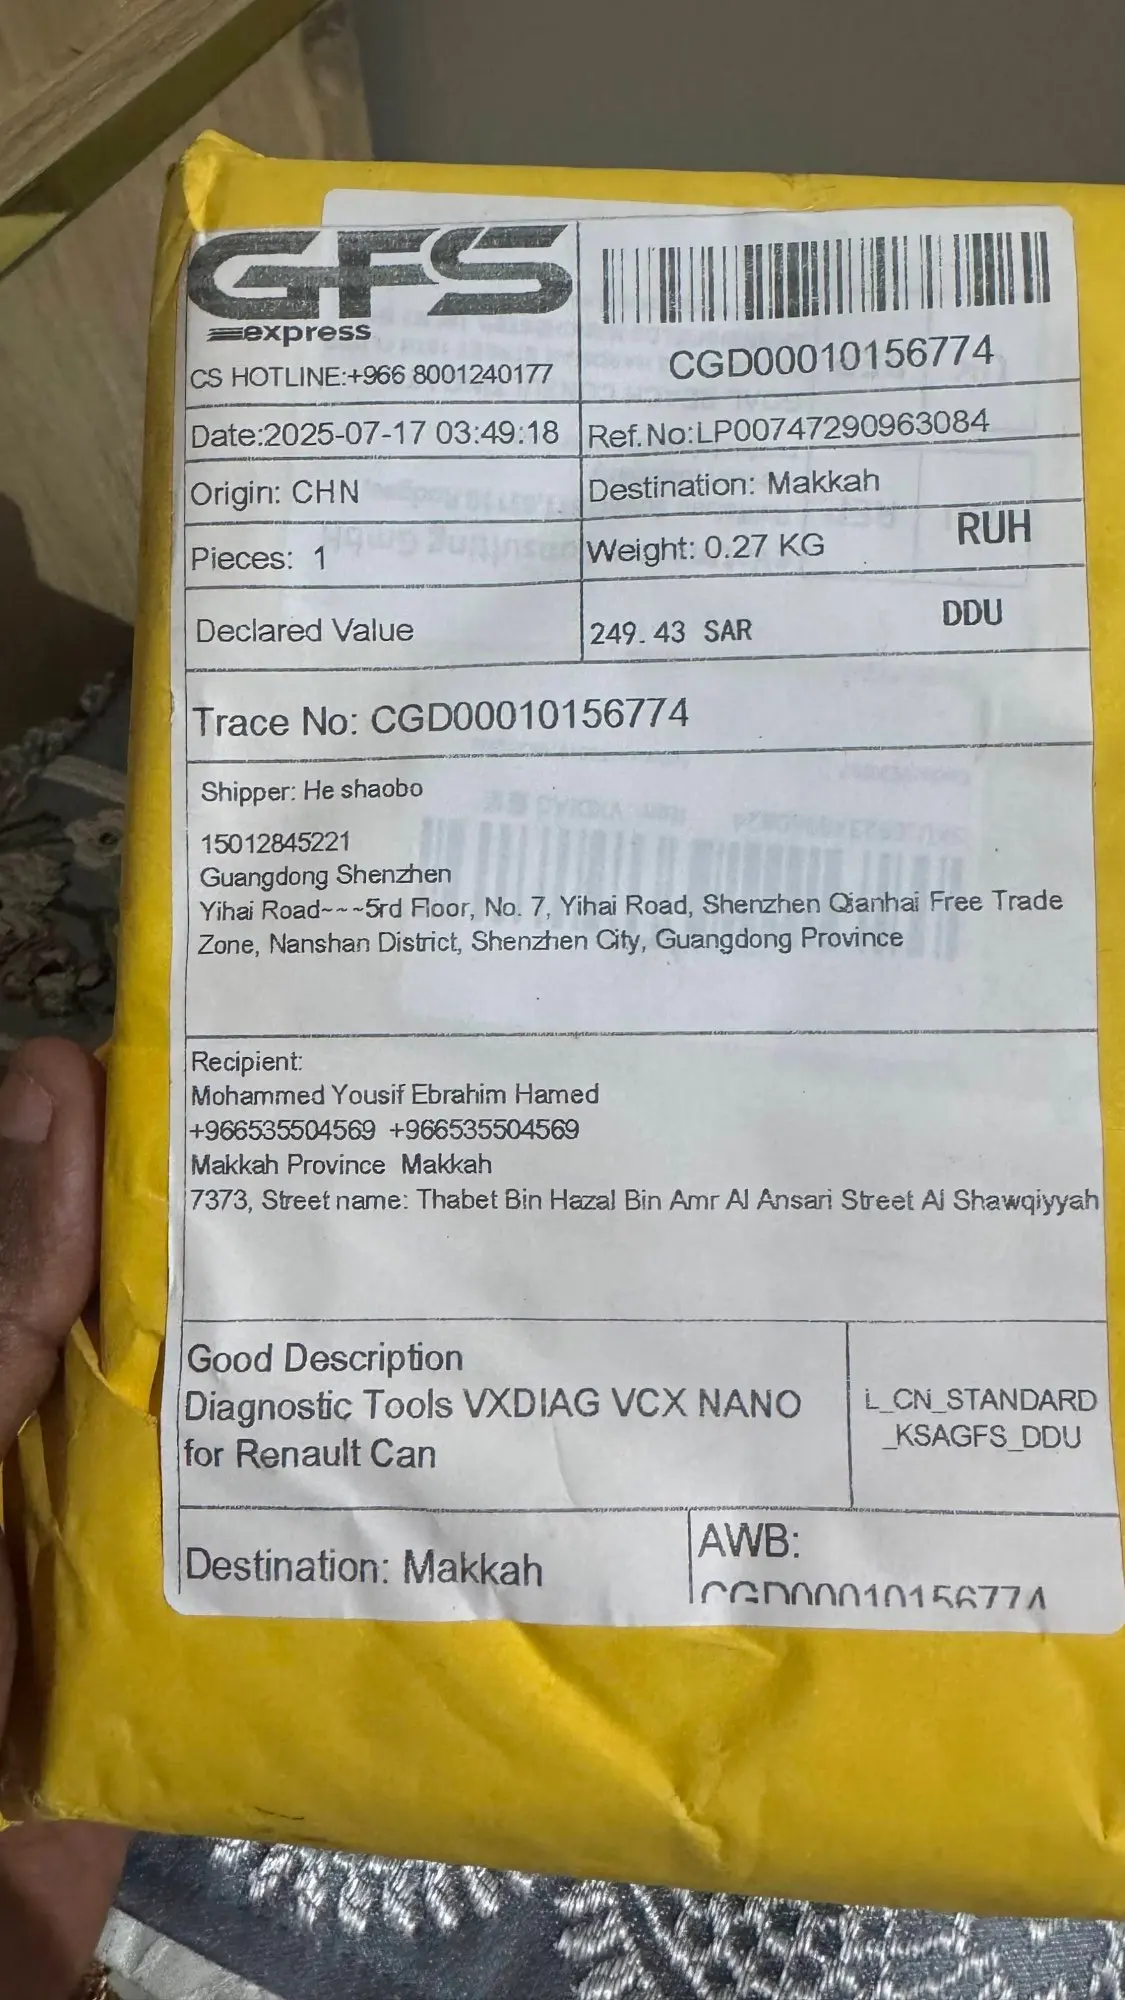 GFS
express
CS HOTLINE:+966 8001240177
CGD00010156774
Date:2025-07-17 03:49:18
Ref.No:LP00747290963084
Origin: CHN
Destination: Makkah
Pieces: 1
Weight: 0.27 KG
RUH
Declared Value
249.43 SAR
DDU
Trace No: CGD00010156774
Shipper: He shaobo
15012845221
Guangdong Shenzhen
Yihai Road~~~5rd Floor, No. 7, Yihai Road, Shenzhen Qianhai Free Trade
Zone, Nanshan District, Shenzhen City, Guangdong Province
Recipient:
Mohammed Yousif Ebrahim Hamed
+966535504569 +966535504569
Makkah Province Makkah
7373, Street name: Thabet Bin Hazal Bin Amr Al Ansari Street Al Shawqiyyah
Good Description
Diagnostic Tools VXDIAG VCX NANO
for Renault Can
L_CN_STANDARD
_KSAGFS_DDU
Destination: Makkah
AWB:
CGD00010156774